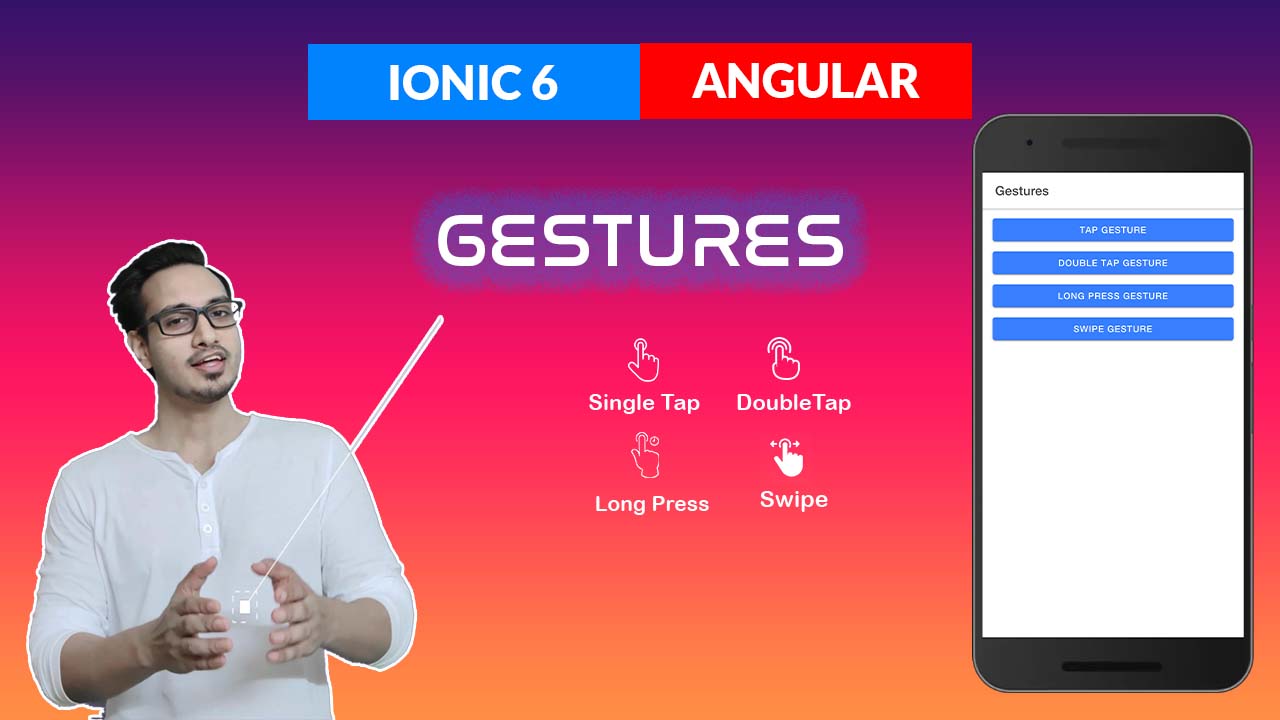 IONIC 6 ANGULAR
GESTURES
Single Tap DoubleTap
Long Press Swipe
Gestures
TAP GESTURE
DOUBLE TAP GESTURE
LONG PRESS GESTURE
SWIPE GESTURE